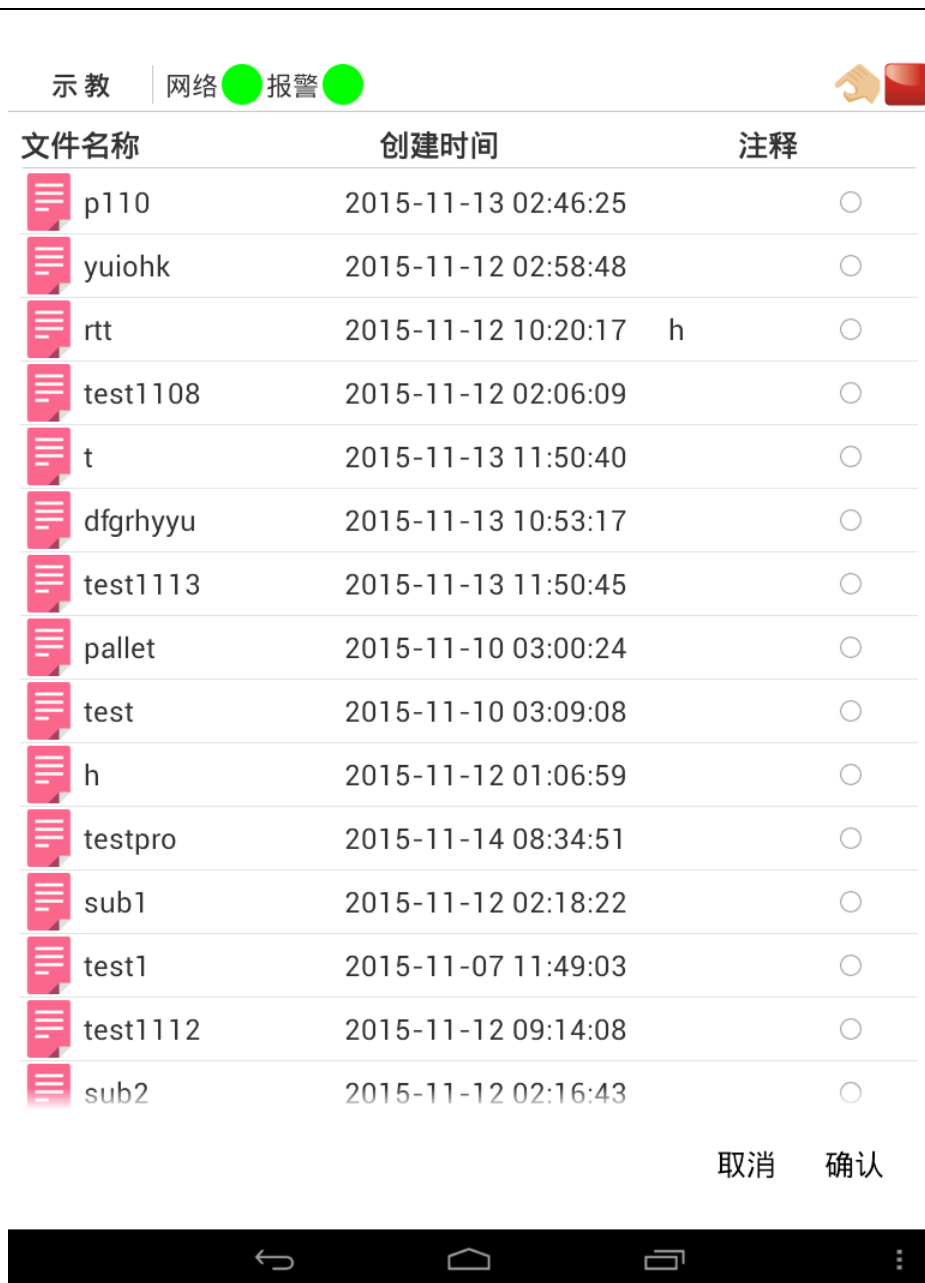 示教 网络 报警
文件名称 创建时间 注释
p110 2015-11-13 02:46:25
yuiohk 2015-11-12 02:58:48
rtt 2015-11-12 10:20:17 h
test1108 2015-11-12 02:06:09
t 2015-11-13 11:50:40
dfgrhyyu 2015-11-13 10:53:17
test1113 2015-11-13 11:50:45
pallet 2015-11-10 03:00:24
test 2015-11-10 03:09:08
h 2015-11-12 01:06:59
testpro 2015-11-14 08:34:51
sub1 2015-11-12 02:18:22
test1 2015-11-07 11:49:03
test1112 2015-11-12 09:14:08
sub2 2015-11-12 02:16:43
取消 确认